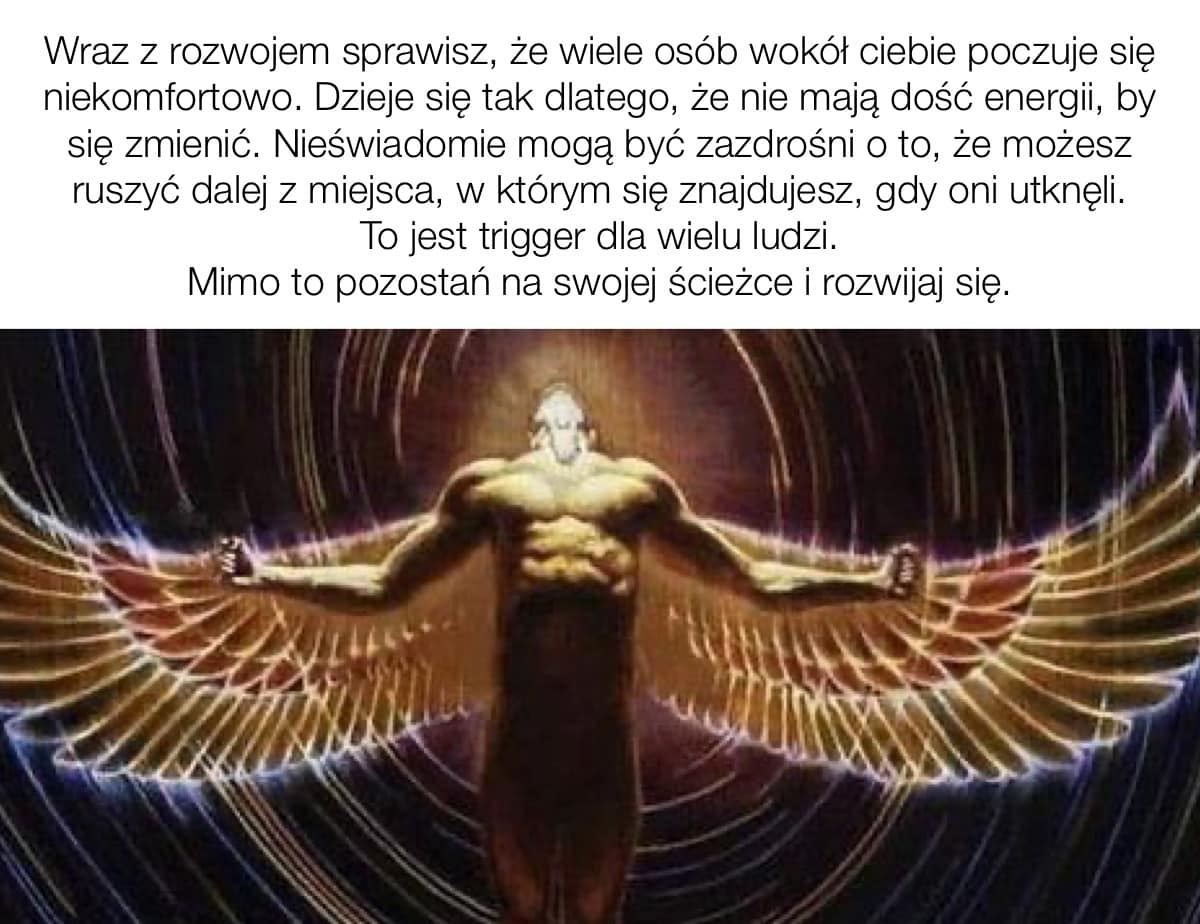 Wraz z rozwojem sprawisz, że wiele osób wokół ciebie poczuje się
niekomfortowo. Dzieje się tak dlatego, że nie mają dość energii, by
się zmienić. Nieświadomie mogą być zazdrośni o to, że możesz
ruszyć dalej z miejsca, w którym się znajdujesz, gdy oni utknęli.
To jest trigger dla wielu ludzi.
Mimo to pozostań na swojej ścieżce i rozwijaj się.